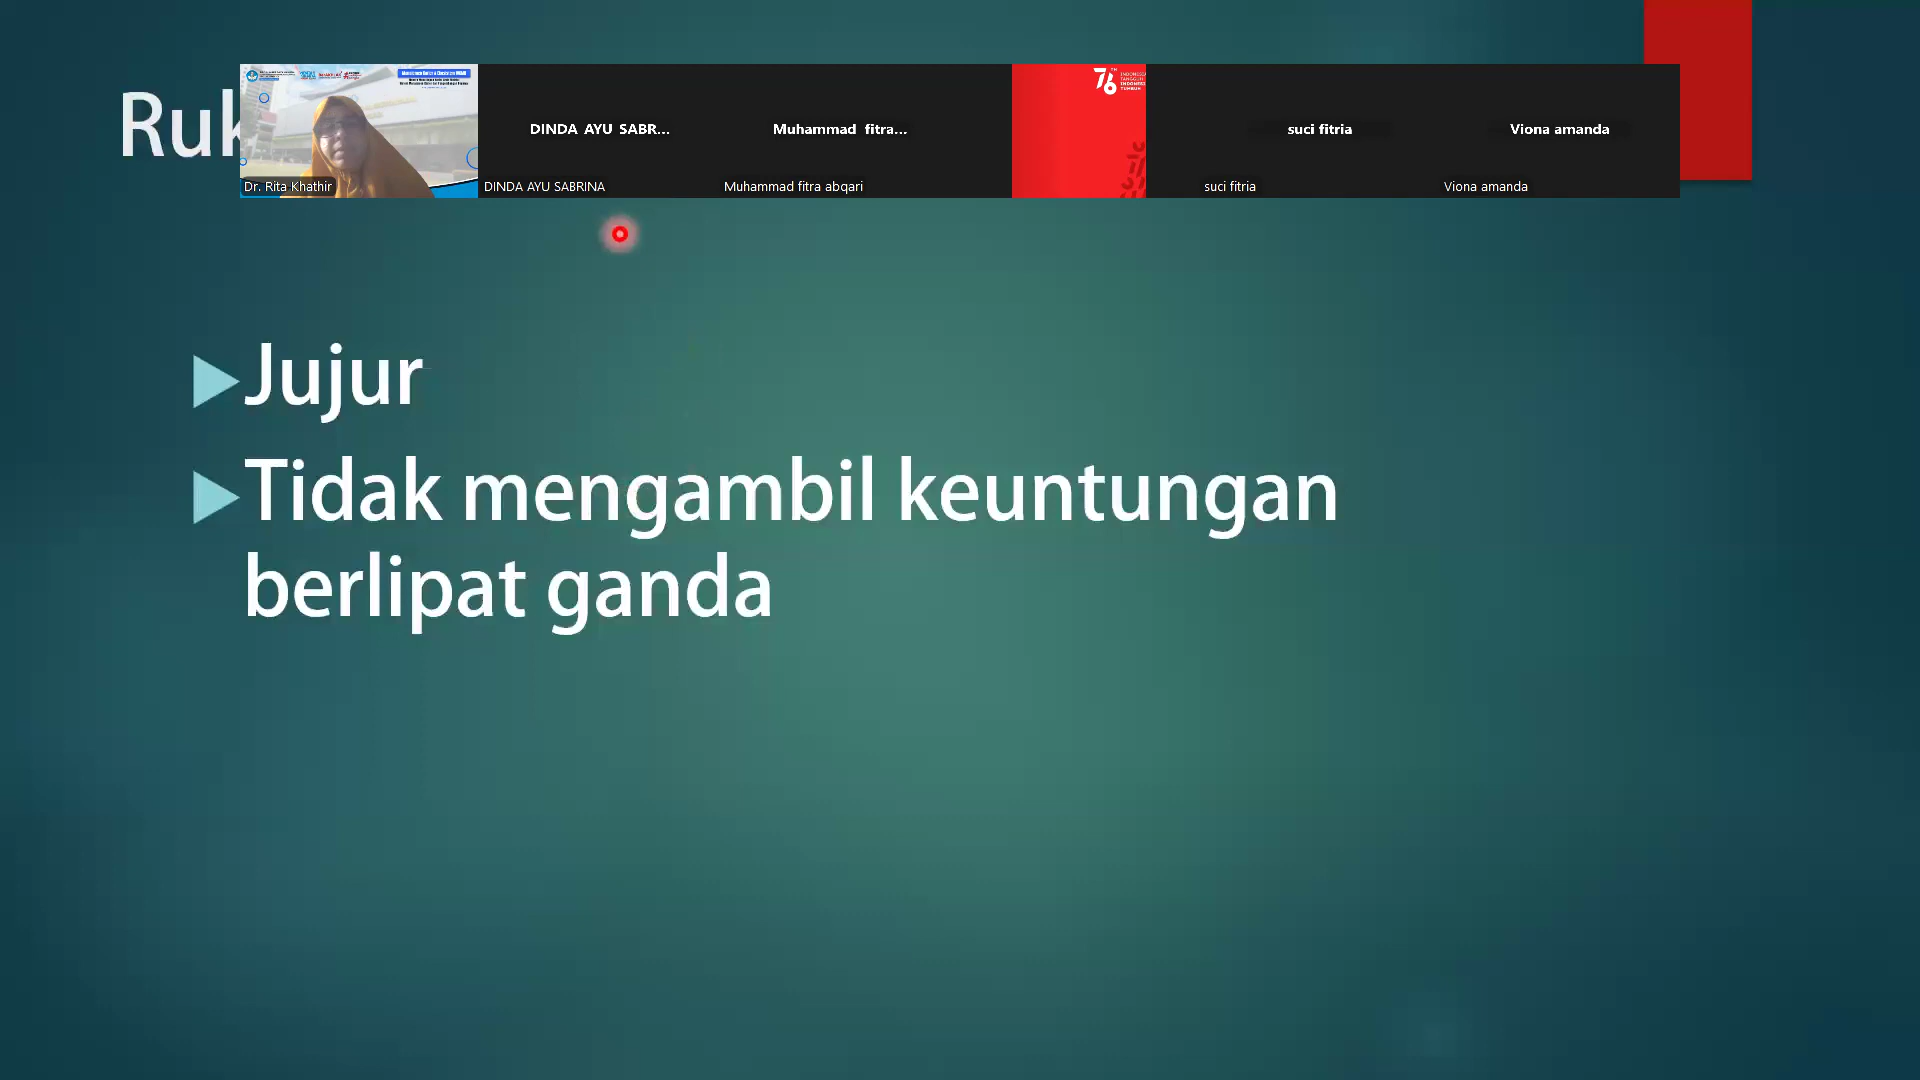 Ruk
DINDA AYU SABR...
Muhammad fitra...
suci fitria
Viona amanda
Dr. Rita Khathir
DINDA AYU SABRINA
Muhammad fitra abqari
suci fitria
Viona amanda
76
Jujur
Tidak mengambil keuntungan
berlipat ganda